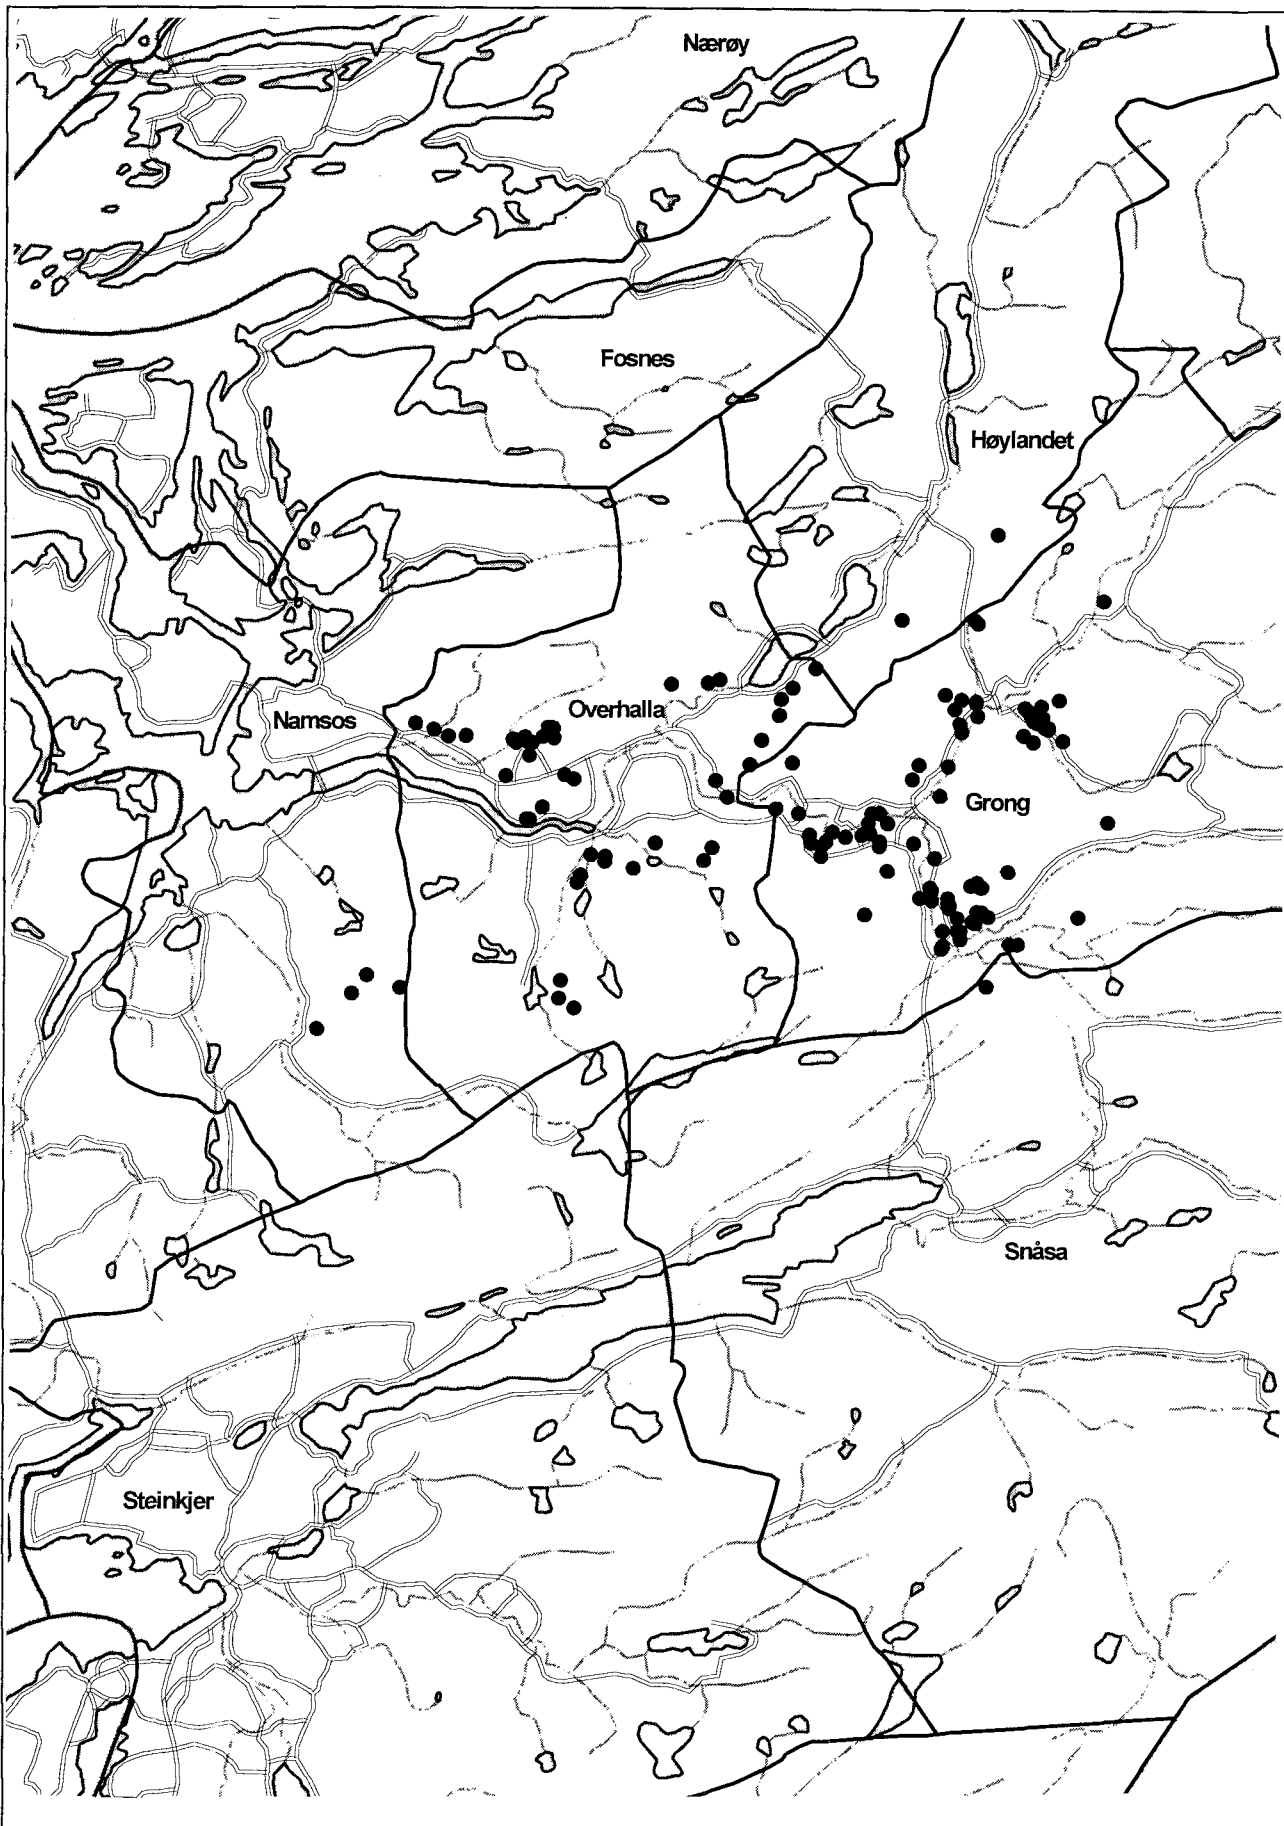 Nærøy
Fosnes
Høylandet
Overhalla
Namsos
Grong
Snåsa
Steinkjer